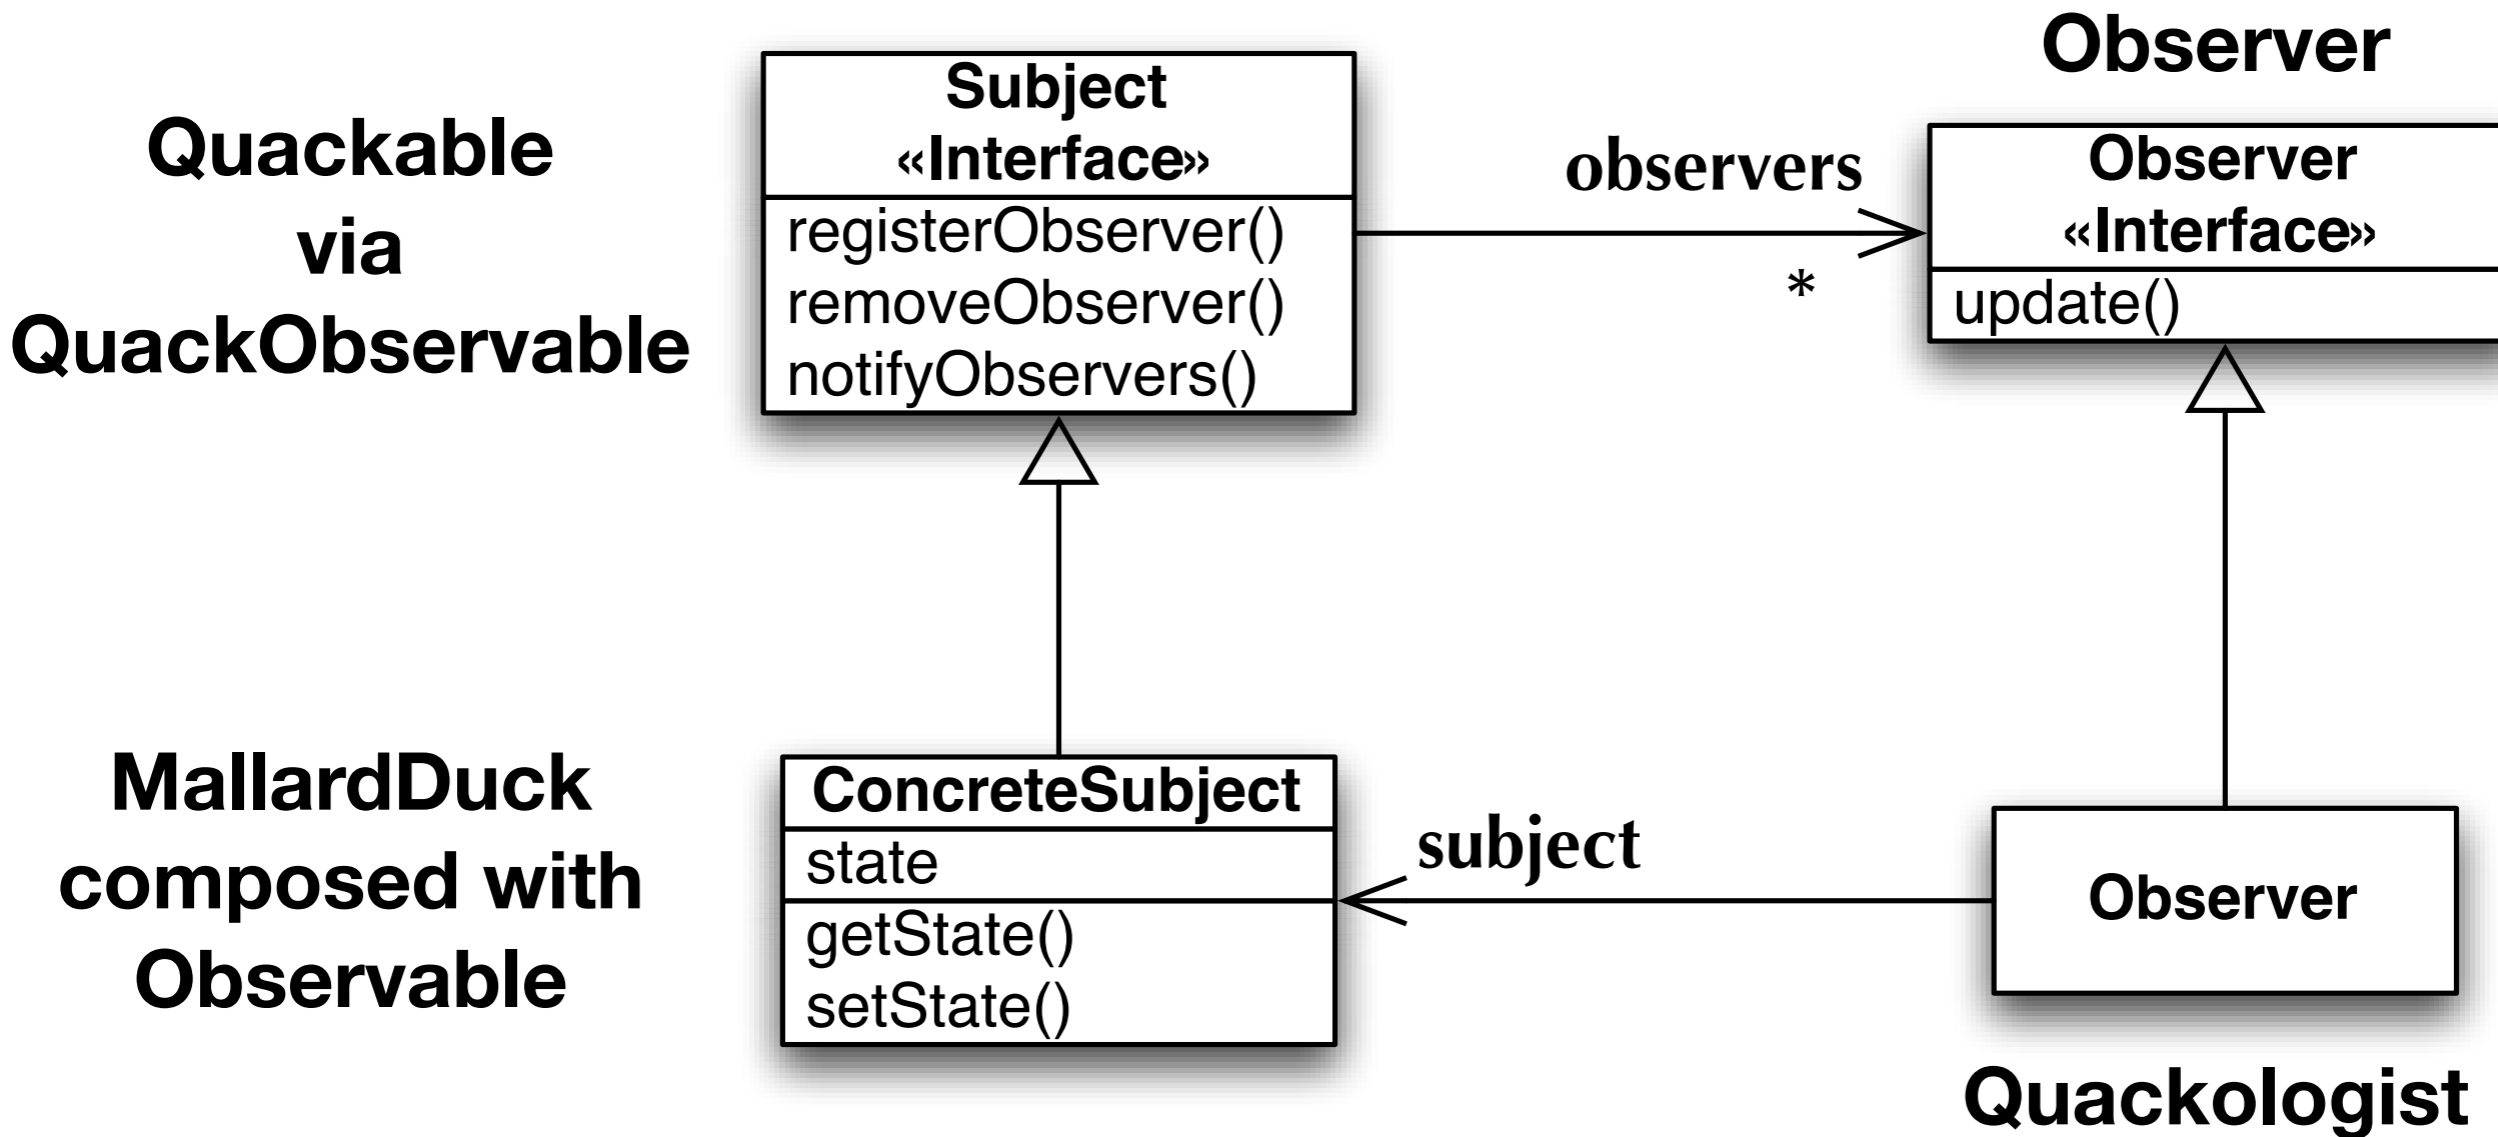 Observer
Quackable
via
QuackObservable
Subject
«Interface»
registerObserver()
removeObserver()
notifyObservers()
observers
*
Observer
«Interface»
update()
MallardDuck
composed with
Observable
ConcreteSubject
state
getState()
setState()
subject
Observer
Quackologist